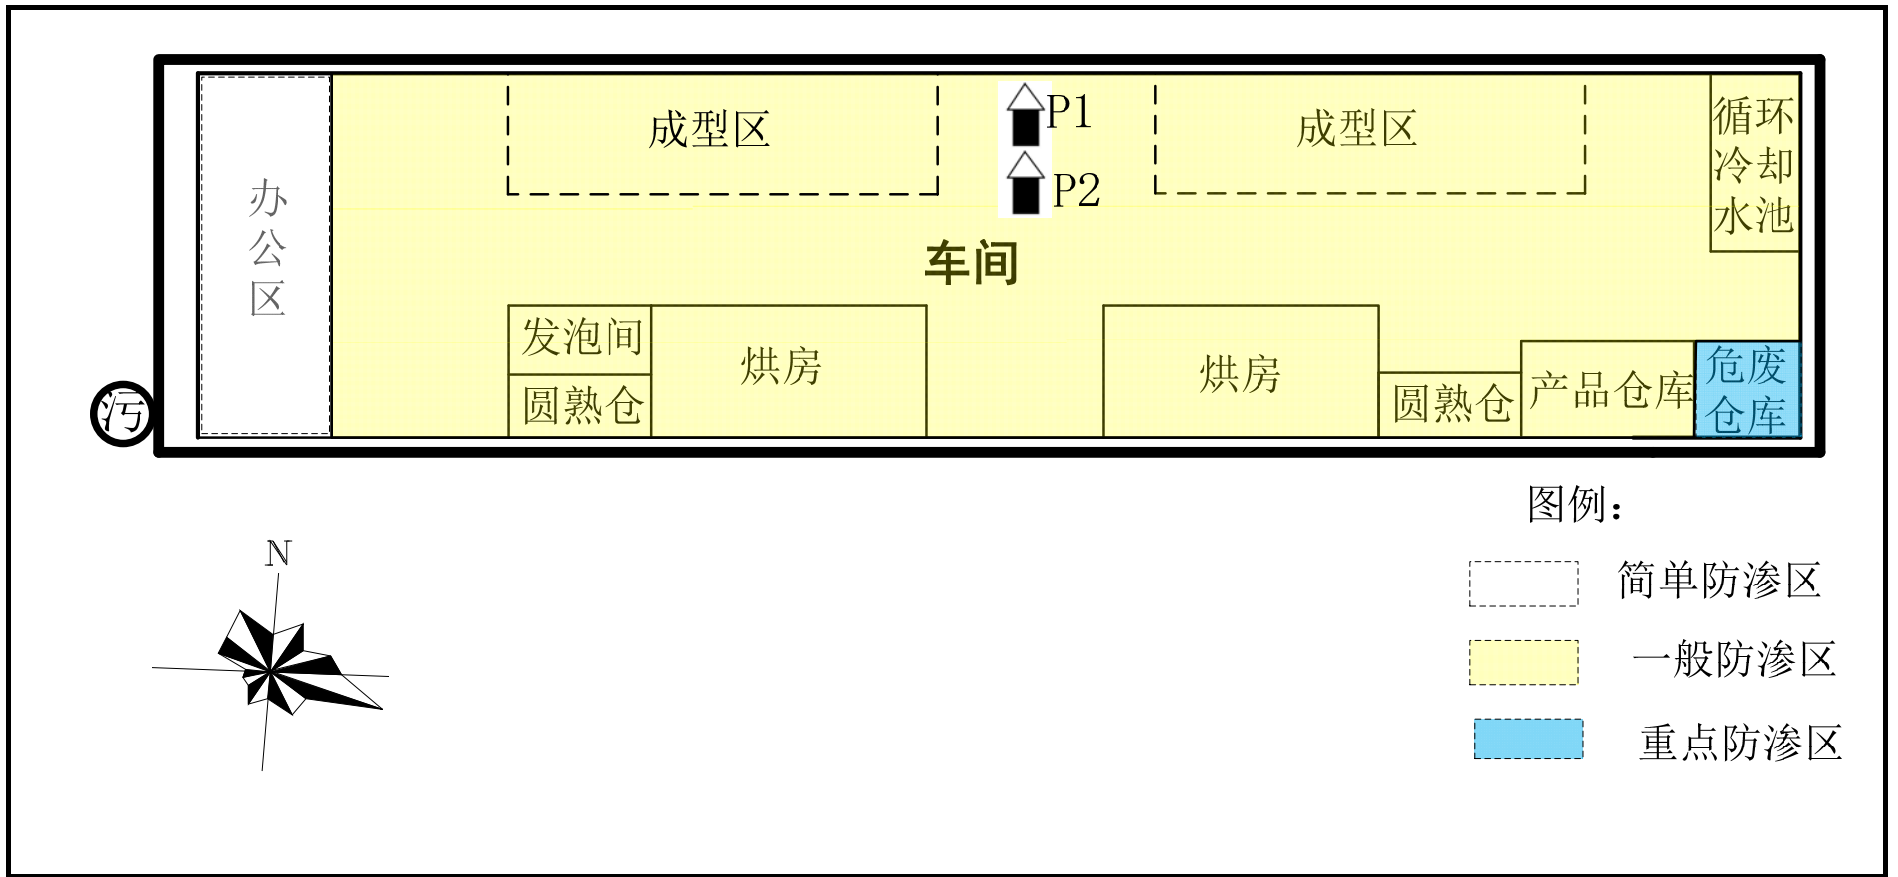 成型区
P1
成型区
循环
冷却
水池
P2
办
公
区
车间
发泡间
圆熟仓
烘房
烘房
圆熟仓
产品仓库
危废
仓库
污
图例：
N
简单防渗区
一般防渗区
重点防渗区